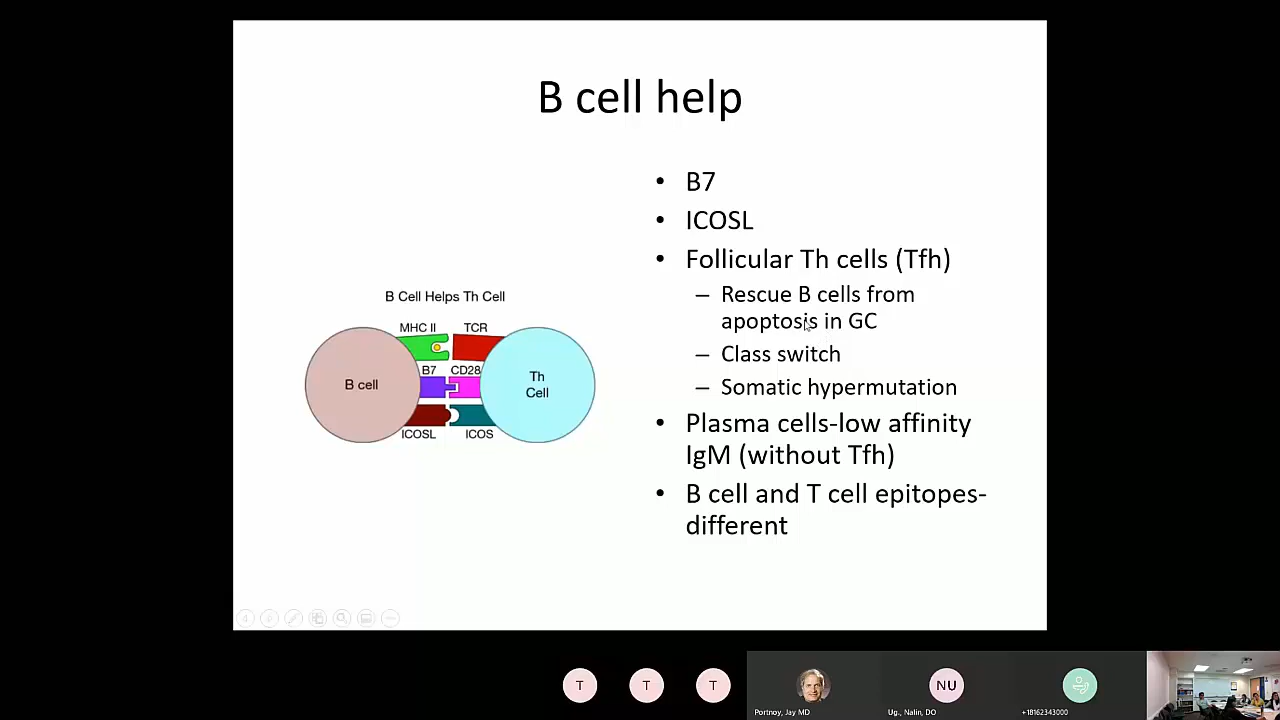 B cell help
• B7
• ICOSL
• Follicular Th cells (Tfh)
– Rescue B cells from
apoptosis in GC
– Class switch
– Somatic hypermutation
• Plasma cells-low affinity
IgM (without Tfh)
• B cell and T cell epitopes-
different
B Cell Helps Th Cell
MHC II TCR
B7 CD28
B cell
Th
Cell
ICOSL ICOS
T T T NU
Portnoy, Jay MD
Ug., Nalin, DO
+18162343000